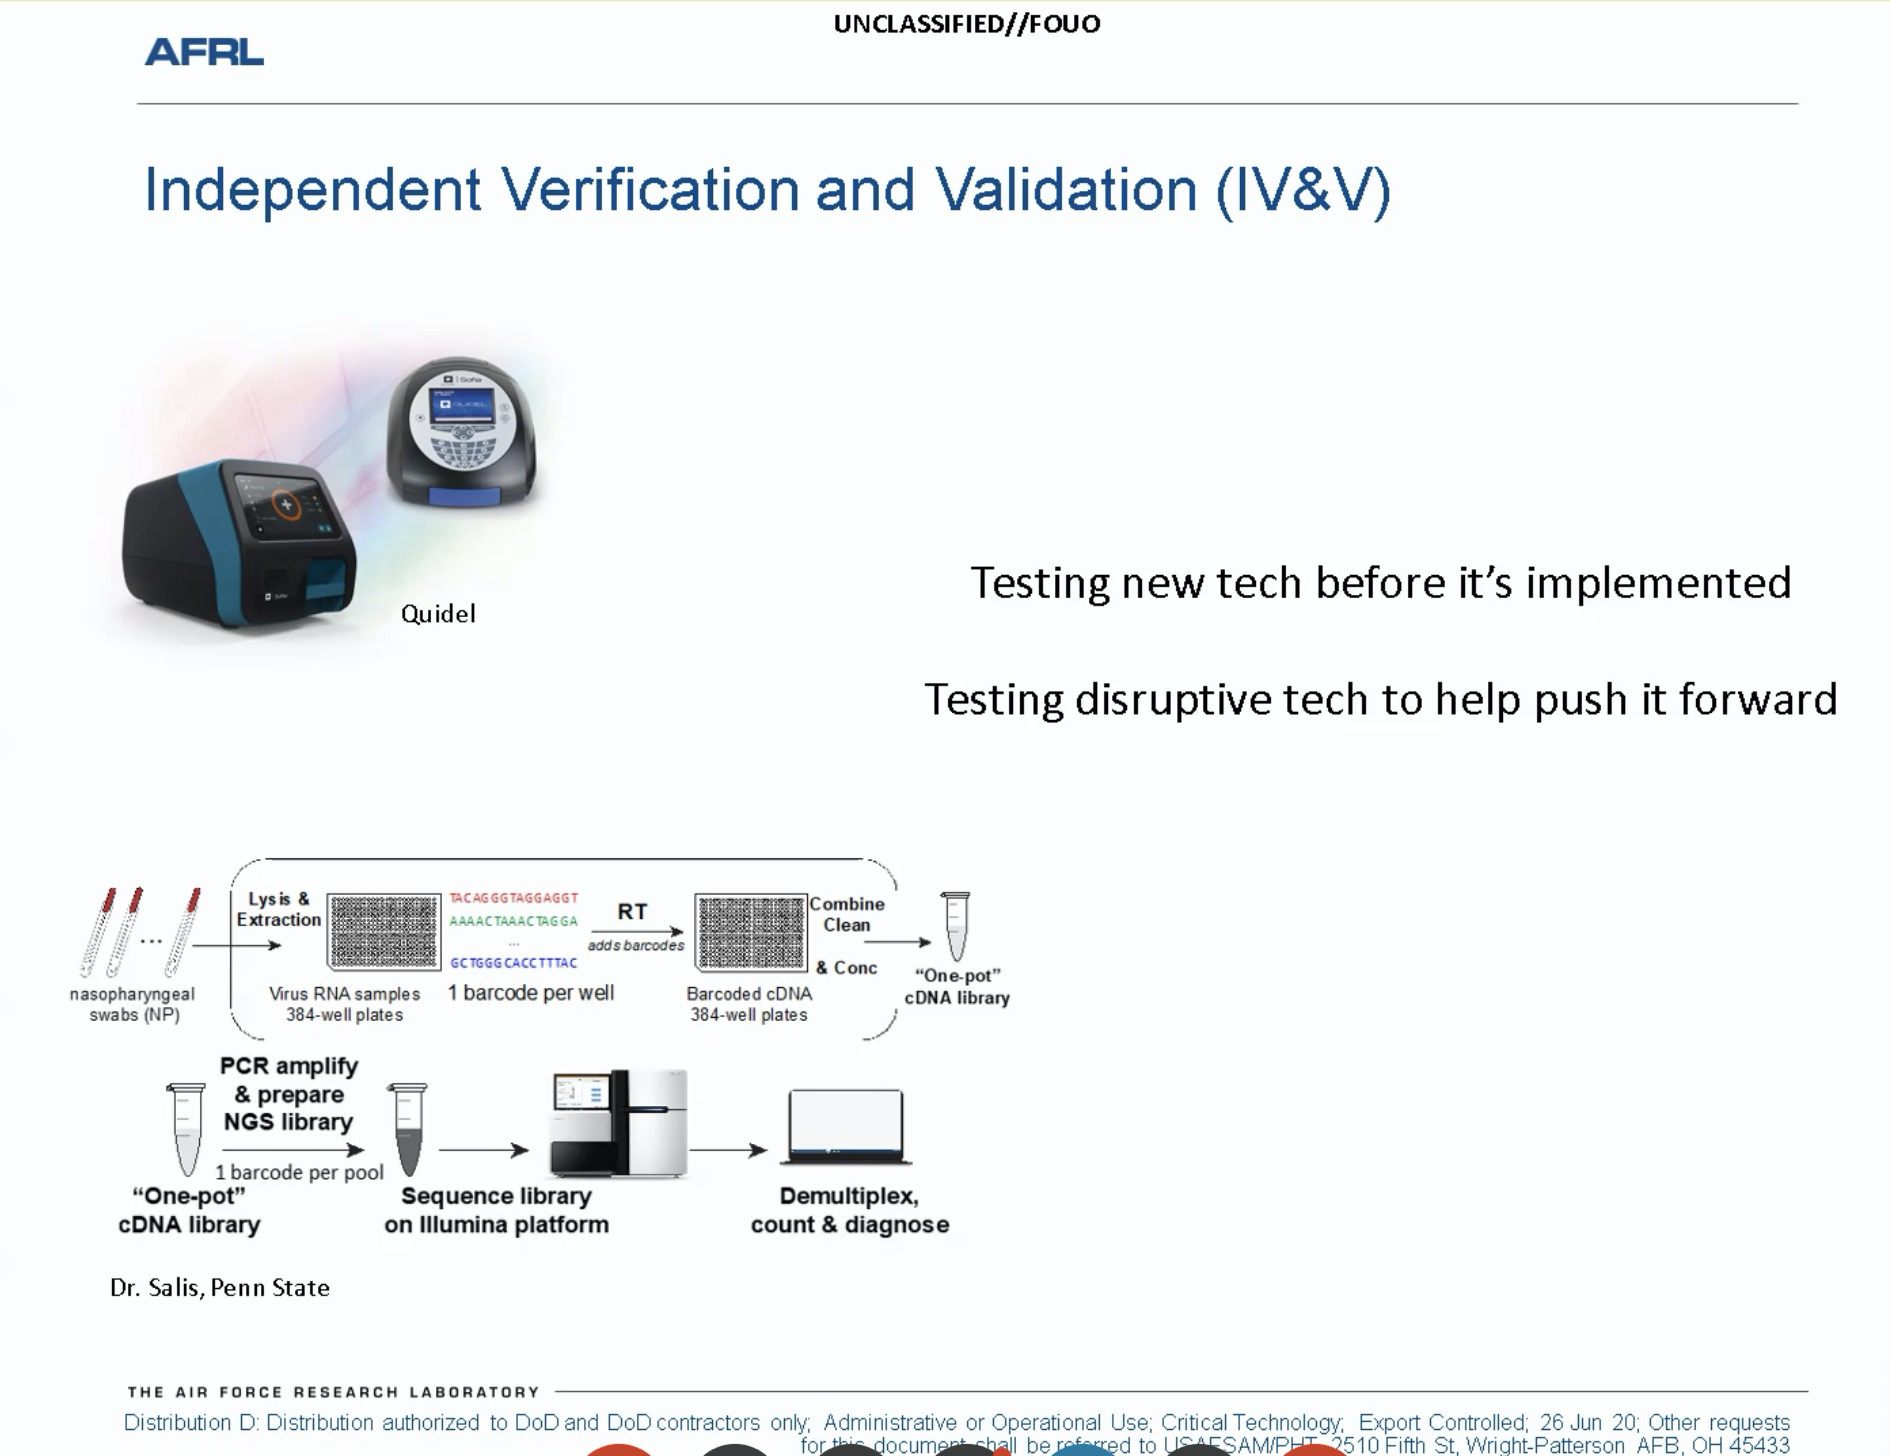 UNCLASSIFIED//FOUO
AFRL
Independent Verification and Validation (IV&V)
Sofia
QUIDEL
Quidel
Testing new tech before it's implemented
Testing disruptive tech to help push it forward
Lysis &
Extraction
TACAGGGTAGGAGGT
AAAACTAAACTAGGA
...
GCTGGGCACCTTTAC
1 barcode per well
RT
adds barcodes
Combine
Clean
& Conc
...
nasopharyngeal
swabs (NP)
Virus RNA samples
384-well plates
Barcoded cDNA
384-well plates
"One-pot"
cDNA library
PCR amplify
& prepare
NGS library
1 barcode per pool
"One-pot"
cDNA library
Sequence library
on Illumina platform
Demultiplex,
count & diagnose
Dr. Salis, Penn State
THE AIR FORCE RESEARCH LABORATORY
Distribution D: Distribution authorized to DoD and DoD contractors only; Administrative or Operational Use; Critical Technology; Export Controlled; 26 Jun 20; Other requests
for this document shall be referred to USAFSAM/PHT, 2510 Fifth St, Wright-Patterson AFB, OH 45433